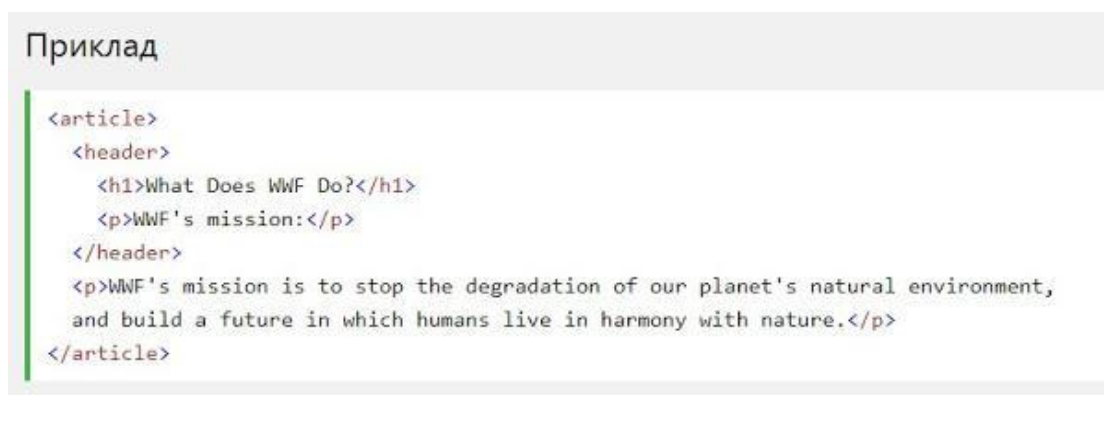 Приклад
<article>
<header>
<h1>What Does WWF Do?</h1>
<p>WWF's mission:</p>
</header>
<p>WWF's mission is to stop the degradation of our planet's natural environment,
and build a future in which humans live in harmony with nature.</p>
</article>